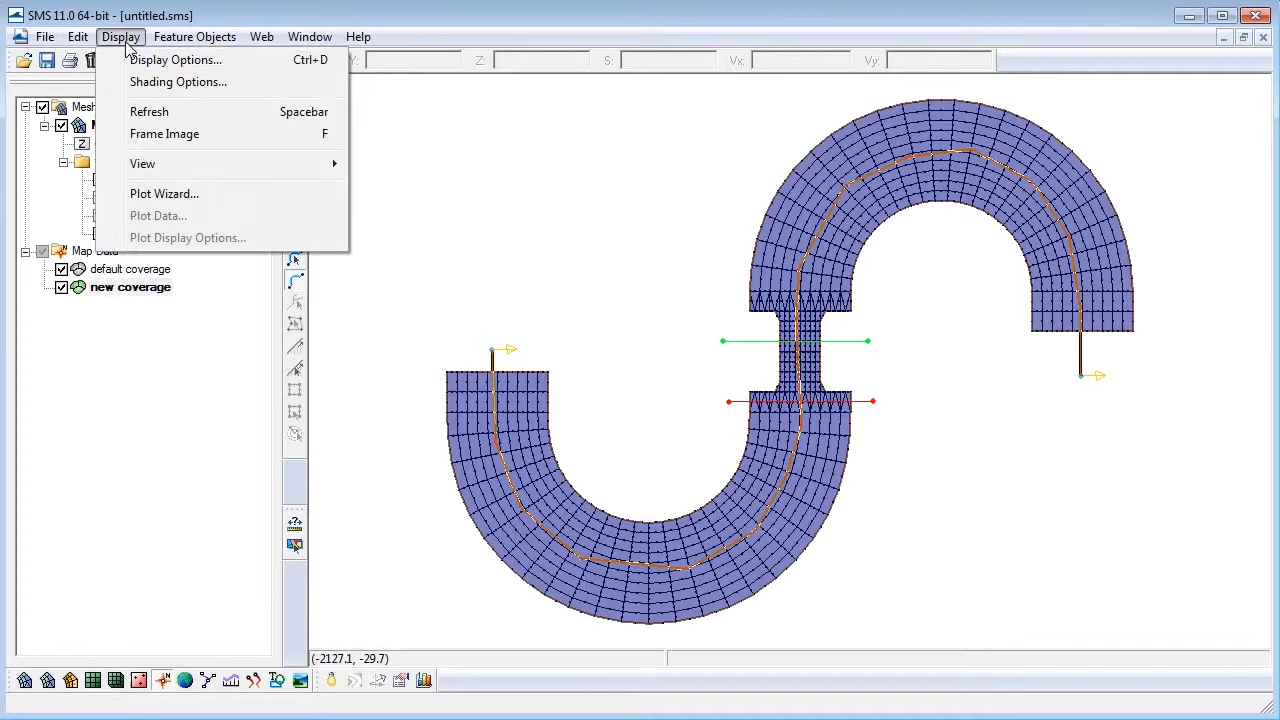 SMS 11.0 64-bit - [untitled.sms]
File Edit Display Feature Objects Web Window Help
Y: Z: S: Vx: Vy:
Display Options... Ctrl+D
Shading Options...
Refresh Spacebar
Frame Image F
View
Plot Wizard...
Plot Data...
Plot Display Options...
Mesh
Z
Map Data
default coverage
new coverage
(-2127.1, -29.7)